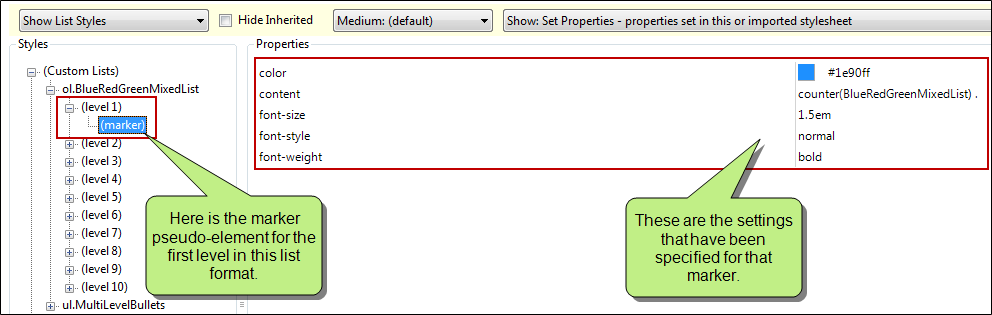 Show List Styles
Hide Inherited
Medium: (default)
Show: Set Properties - properties set in this or imported stylesheet
Styles
Properties
(Custom Lists)
ol.BlueRedGreenMixedList
(level 1)
(marker)
(level 2)
(level 3)
(level 4)
(level 5)
(level 6)
(level 7)
(level 8)
(level 9)
(level 10)
ul.MultiLevelBullets
color #1e90ff
content counter(BlueRedGreenMixedList) .
font-size 1.5em
font-style normal
font-weight bold
Here is the marker
pseudo-element for the
first level in this list
format.
These are the settings
that have been
specified for that
marker.